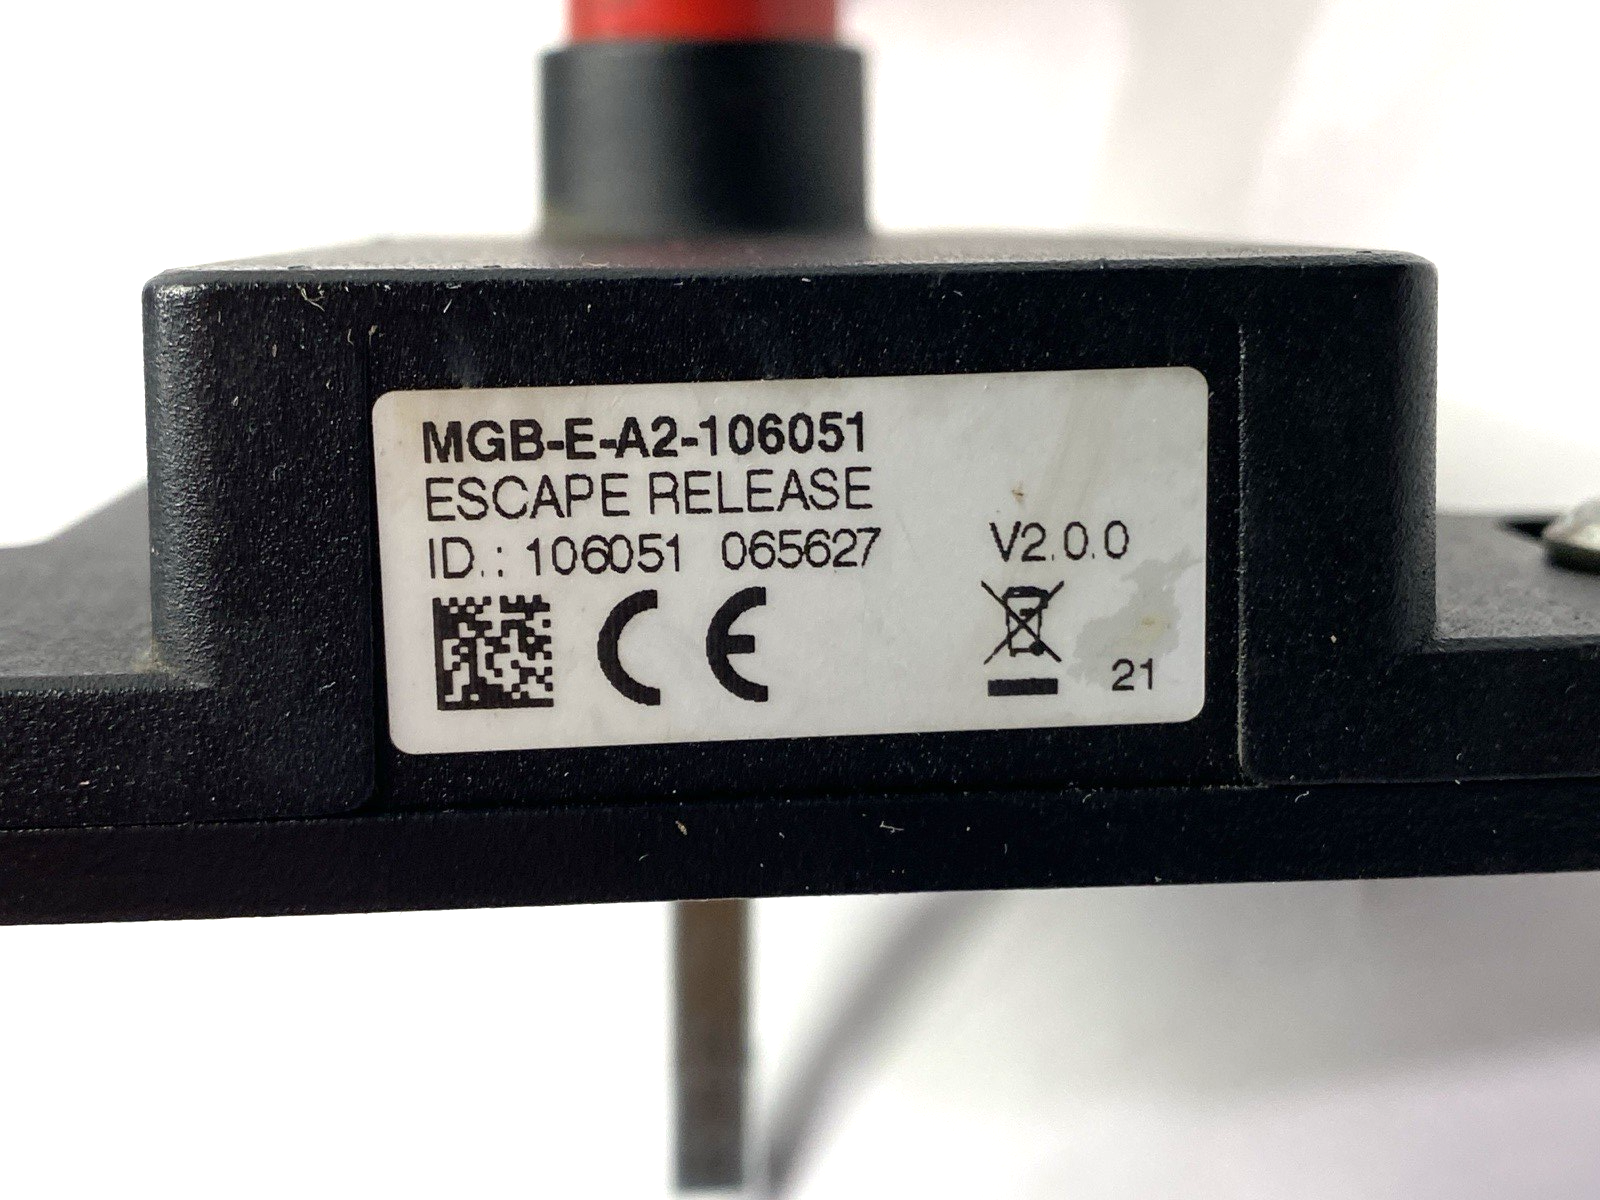 MGB-E-A2-106051
ESCAPE RELEASE
ID.: 106051 065627 V2.0.0
CE
21